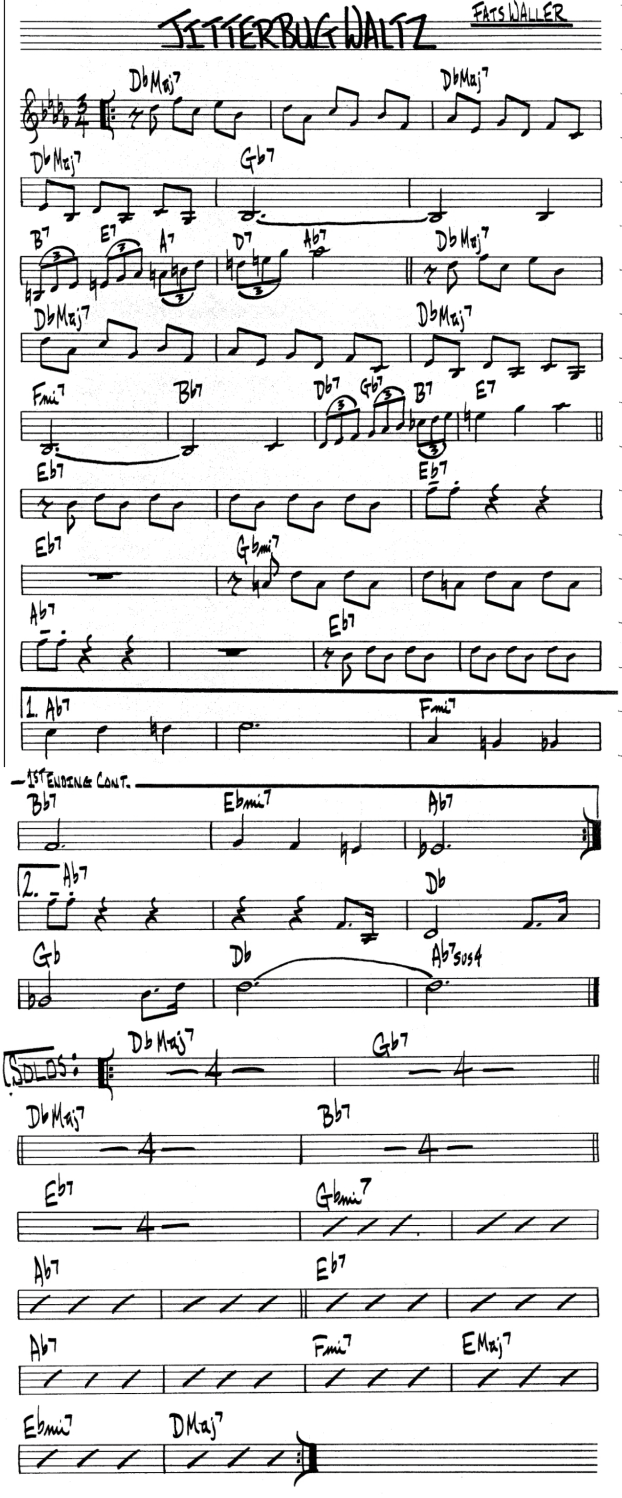 JITTERBUG WALTZ FATS WALLER
DbMaj7 DbMaj7
3
4
DbMaj7 Gb7
B7 E7 A7 D7 Ab7 DbMaj7
3 3 3 3
DbMaj7 DbMaj7
Fmi7 Bb7 Db7 Gb7 B7 E7
3 3 3
Eb7 Eb7
Eb7 Gbmi7
Ab7 Eb7
1. Ab7 Fmi7
— 1ST ENDING CONT.
Bb7 Ebmi7 Ab7
2. Ab7 Db
Gb Db Ab7sus4
SOLOS: DbMaj7 Gb7
4 4
DbMaj7 Bb7
4 4
Eb7 Gbmi7
4
Ab7 Eb7
Ab7 Fmi7 EMaj7
Ebmi7 DMaj7